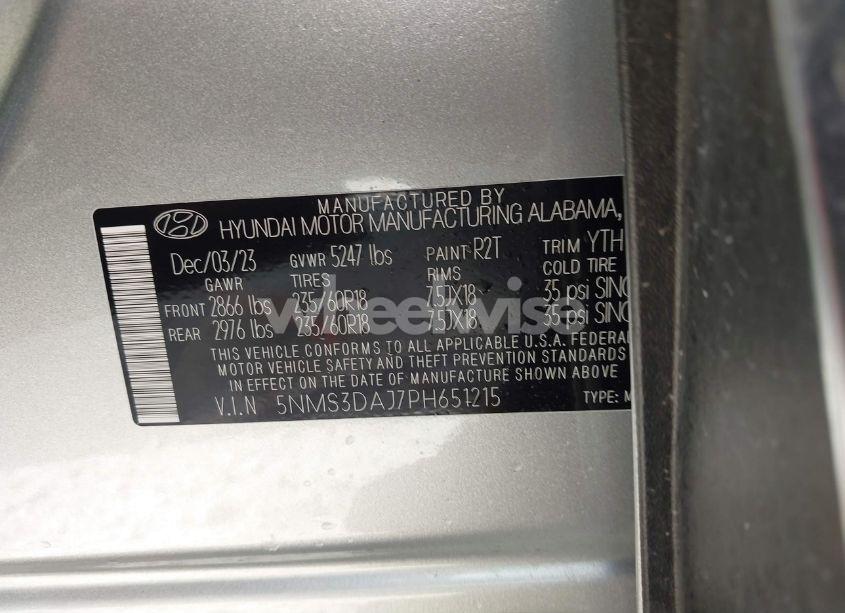 MANUFACTURED BY
HYUNDAI MOTOR MANUFACTURING ALABAMA,
Dec/03/23 GVWR 5247 lbs PAINT R2T TRIM YTH
GAWR TIRES RIMS COLD TIRE
FRONT 2866 lbs 235/60R18 7.5JX18 35 psi SING
REAR 2976 lbs 235/60R18 7.5JX18 35 psi SING
wheelwise
THIS VEHICLE CONFORMS TO ALL APPLICABLE U.S.A. FEDERAL
MOTOR VEHICLE SAFETY AND THEFT PREVENTION STANDARDS
IN EFFECT ON THE DATE OF MANUFACTURE SHOWN ABOVE
V.I.N 5NMS3DAJ7PH651215 TYPE: M